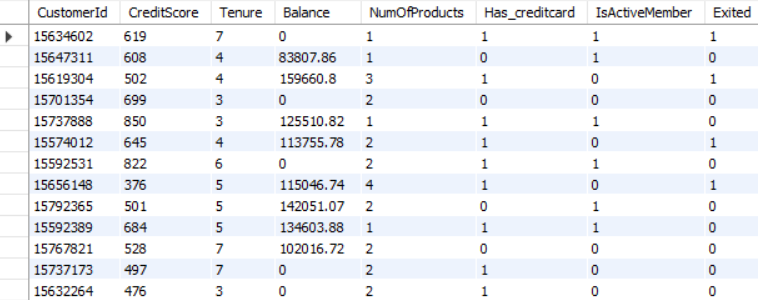 CustomerId CreditScore Tenure Balance NumOfProducts Has_creditcard IsActiveMember Exited
15634602 619 7 0 1 1 1 1
15647311 608 4 83807.86 1 0 1 0
15619304 502 4 159660.8 3 1 0 1
15701354 699 3 0 2 0 0 0
15737888 850 3 125510.82 1 1 1 0
15574012 645 4 113755.78 2 1 0 1
15592531 822 6 0 2 1 1 0
15656148 376 5 115046.74 4 1 0 1
15792365 501 5 142051.07 2 0 1 0
15592389 684 5 134603.88 1 1 1 0
15767821 528 7 102016.72 2 0 0 0
15737173 497 7 0 2 1 0 0
15632264 476 3 0 2 1 0 0